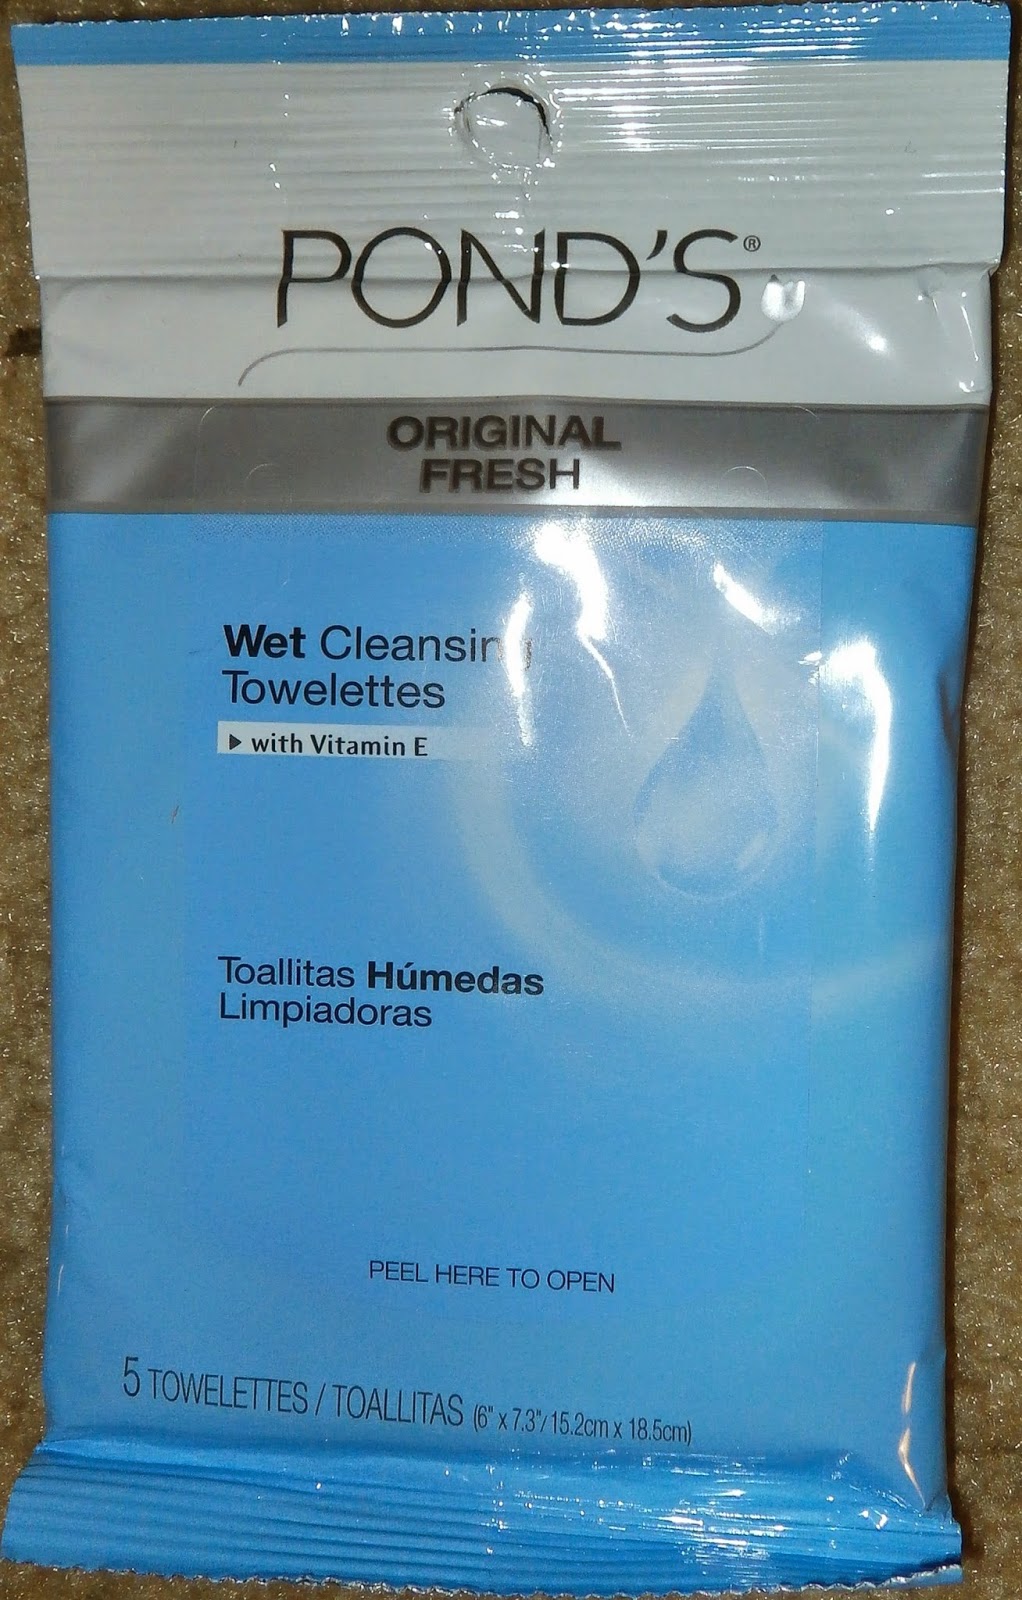 POND'S®
ORIGINAL
FRESH
Wet Cleansing
Towelettes
▶ with Vitamin E
Toallitas Húmedas
Limpiadoras
PEEL HERE TO OPEN
5 TOWELETTES / TOALLITAS (6" x 7.3"/15.2cm x 18.5cm)